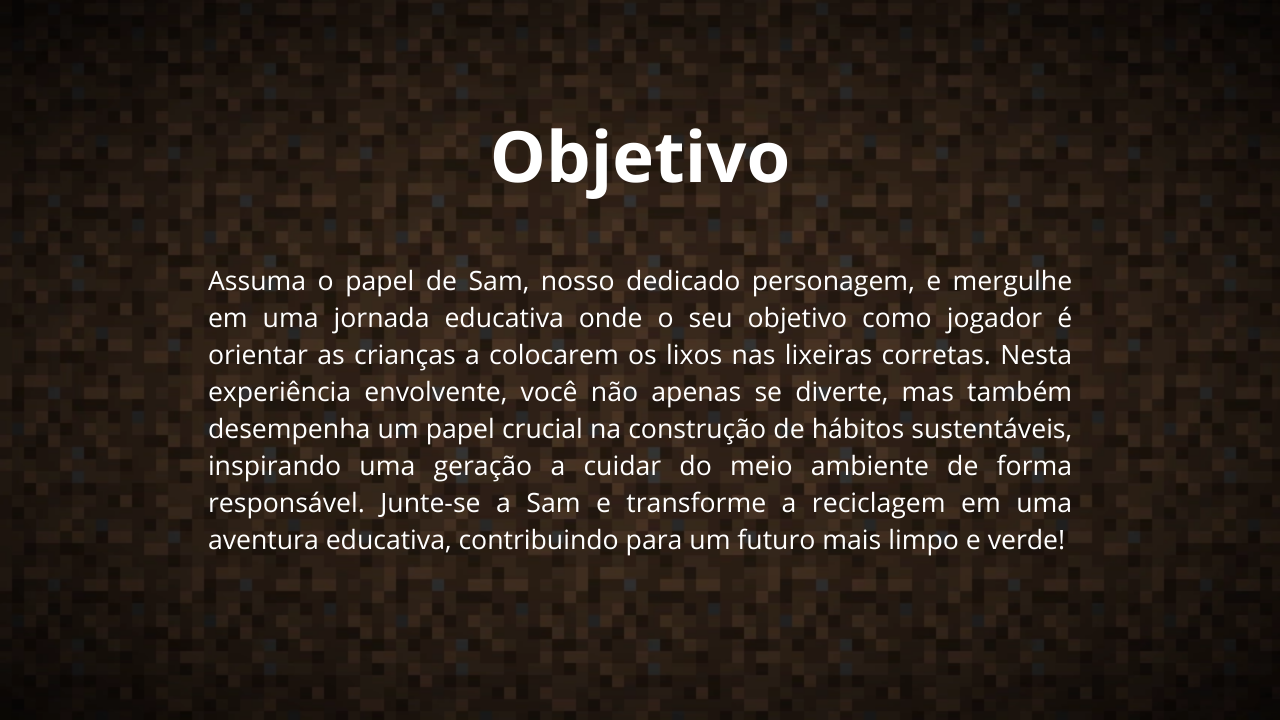 Objetivo
Assuma o papel de Sam, nosso dedicado personagem, e mergulhe
em uma jornada educativa onde o seu objetivo como jogador é
orientar as crianças a colocarem os lixos nas lixeiras corretas. Nesta
experiência envolvente, você não apenas se diverte, mas também
desempenha um papel crucial na construção de hábitos sustentáveis,
inspirando uma geração a cuidar do meio ambiente de forma
responsável. Junte-se a Sam e transforme a reciclagem em uma
aventura educativa, contribuindo para um futuro mais limpo e verde!